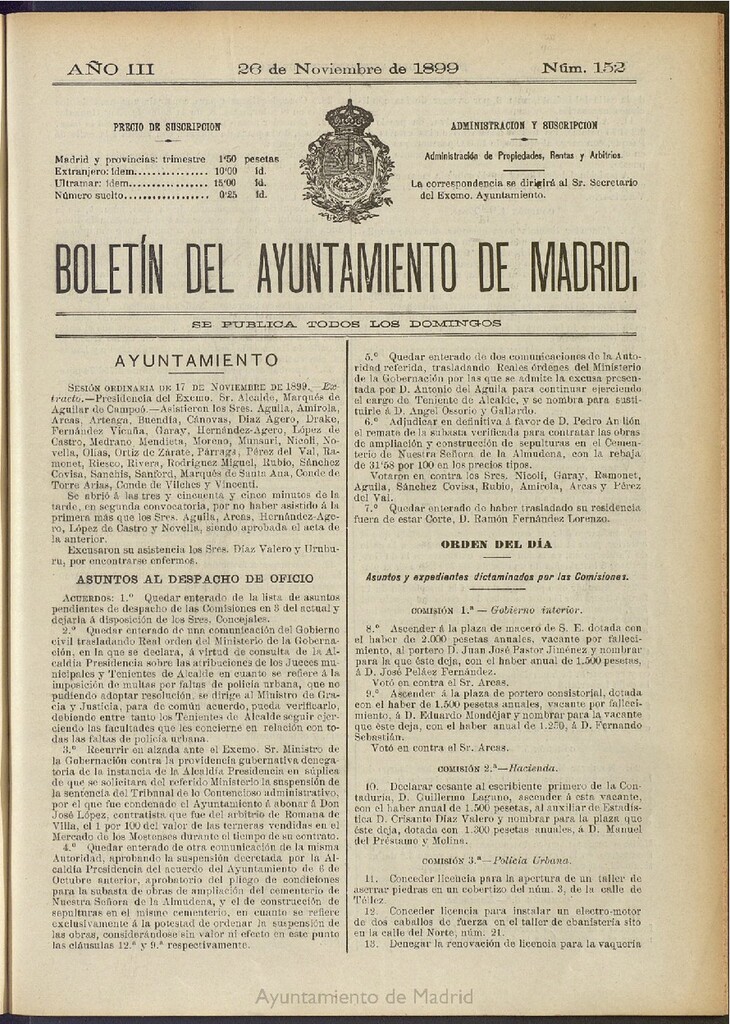 AÑO III
26 de Noviembre de 1899
Núm. 152
PRECIO DE SUSCRIPCION
Madrid y provincias: trimestre 1'50 pesetas
Extranjero: ídem................ 10'00 id.
Ultramar: ídem................ 15'00 id.
Número suelto................ 0'25 id.
ADMINISTRACION Y SUSCRIPCION
Administración de Propiedades, Rentas y Arbitrios.
La correspondencia se dirigirá al Sr. Secretario
del Excmo. Ayuntamiento.
BOLETÍN DEL AYUNTAMIENTO DE MADRID.
SE PUBLICA TODOS LOS DOMINGOS
AYUNTAMIENTO
SESIÓN ORDINARIA DE 17 DE NOVIEMBRE DE 1899.—Ex-
tracto.—Presidencia del Excmo. Sr. Alcalde, Marqués de
Aguilar de Campoó.—Asistieron los Sres. Aguila, Amírola,
Arcas, Arteaga, Buendía, Cánovas, Díaz Agero, Drake,
Fernández Vicuña, Garay, Hernández-Agero, López de
Castro, Medrano, Mendieta, Moreno, Munarri, Nicoli, No-
vella, Olías, Ortiz de Zárate, Párraga, Pérez del Val, Ra-
monet, Riesco, Rivera, Rodríguez Miguel, Rubio, Sánchez
Covisa, Sanchís, Sanford, Marqués de Santa Ana, Conde de
Torre Arias, Conde de Vilches y Vincenti.
Se abrió á las tres y cincuenta y cinco minutos de la
tarde, en segunda convocatoria, por no haber asistido á la
primera más que los Sres. Aguila, Arcas, Hernández-Age-
ro, López de Castro y Novella, siendo aprobada el acta de
la anterior.
Excusaron su asistencia los Sres. Díaz Valero y Urubu-
ru, por encontrarse enfermos.
ASUNTOS AL DESPACHO DE OFICIO
ACUERDOS: 1.º Quedar enterado de la lista de asuntos
pendientes de despacho de las Comisiones en 3 del actual y
dejarla á disposición de los Sres. Concejales.
2.º Quedar enterado de una comunicación del Gobierno
civil trasladando Real orden del Ministerio de la Goberna-
ción, en la que se declara, á virtud de consulta de la Al-
caldía Presidencia sobre las atribuciones de los Jueces mu-
nicipales y Tenientes de Alcalde en cuanto se refiere á la
imposición de multas por faltas de policía urbana, que no
pudiendo adoptar resolución, se dirige al Ministro de Gra-
cia y Justicia, para de común acuerdo, pueda verificarlo,
debiendo entre tanto los Tenientes de Alcalde seguir ejer-
ciendo las facultades que les concierne en relación con to-
das las faltas de policía urbana.
3.º Recurrir en alzada ante el Excmo. Sr. Ministro de
la Gobernación contra la providencia gubernativa denega-
toria de la instancia de la Alcaldía Presidencia en súplica
de que se solicitara del referido Ministerio la suspensión de
la sentencia del Tribunal de lo Contencioso administrativo,
por el que fue condenado el Ayuntamiento á abonar á Don
José López, contratista que fue del arbitrio de Romana de
Villa, el 1 por 100 del valor de las terneras vendidas en el
Mercado de los Mostenses durante el tiempo de su contrato.
4.º Quedar enterado de otra comunicación de la misma
Autoridad, aprobando la suspensión decretada por la Al-
caldía Presidencia del acuerdo del Ayuntamiento de 6 de
Octubre anterior, aprobatorio del pliego de condiciones
para la subasta de obras de ampliación del cementerio de
Nuestra Señora de la Almudena, y el de construcción de
sepulturas en el mismo cementerio, en cuanto se refiere
exclusivamente á la potestad de ordenar la suspensión de
las obras, considerándose sin valor ni efecto en este punto
las cláusulas 12.ª y 9.ª respectivamente.
5.º Quedar enterado de dos comunicaciones de la Auto-
ridad referida, trasladando Reales órdenes del Ministerio
de la Gobernación por las que se admite la excusa presen-
tada por D. Antonio del Aguila para continuar ejerciendo
el cargo de Teniente de Alcalde, y se nombra para susti-
tuirle á D. Angel Ossorio y Gallardo.
6.º Adjudicar en definitiva á favor de D. Pedro
el remate de la subasta verificada para contratar las obras
de ampliación y construcción de sepulturas en el Cemen-
terio de Nuestra Señora de la Almudena, con la rebaja
de 31'58 por 100 en los precios tipos.
Votaron en contra los Sres. Nicoli, Garay, Ramonet,
Aguila, Sánchez Covisa, Rubio, Amírola, Arcas y Pérez
del Val.
7.º Quedar enterado de haber trasladado su residencia
fuera de estar Corte, D. Ramón Fernández Lorenzo.
ORDEN DEL DÍA
Asuntos y expedientes dictaminados por las Comisiones.
COMISIÓN 1.ª — Gobierno interior.
8.º Ascender á la plaza de macero de S. E. dotada con
el haber de 2.000 pesetas anuales, vacante por falleci-
miento, al portero D. Juan José Pastor Jiménez y nombrar
para la que éste deja, con el haber anual de 1.500 pesetas,
á D. José Peláez Fernández.
Votó en contra el Sr. Arcas.
9.º Ascender á la plaza de portero consistorial, dotada
con el haber de 1.500 pesetas anuales, vacante por falleci-
miento, á D. Eduardo Mondéjar y nombrar para la vacante
que éste deja, con el haber anual de 1.250, á D. Fernando
Sebastián.
Votó en contra el Sr. Arcas.
COMISIÓN 2.ª—Hacienda.
10. Declarar cesante al escribiente primero de la Con-
taduría, D. Guillermo Laguno, ascender á esta vacante,
con el haber anual de 1.500 pesetas, al auxiliar de Estadís-
tica D. Crisanto Díaz Valero y nombrar para la plaza que
éste deja, dotada con 1.300 pesetas anuales, á D. Manuel
del Préstamo y Molina.
COMISIÓN 3.ª—Policía Urbana.
11. Conceder licencia para la apertura de un taller de
aserrar piedras en un cobertizo del núm. 3, de la calle de
Téllez.
12. Conceder licencia para instalar un electro-motor
de dos caballos de fuerza en el taller de ebanistería sito
en la calle del Norte, núm. 21.
13. Denegar la renovación de licencia para la vaquería
Ayuntamiento de Madrid